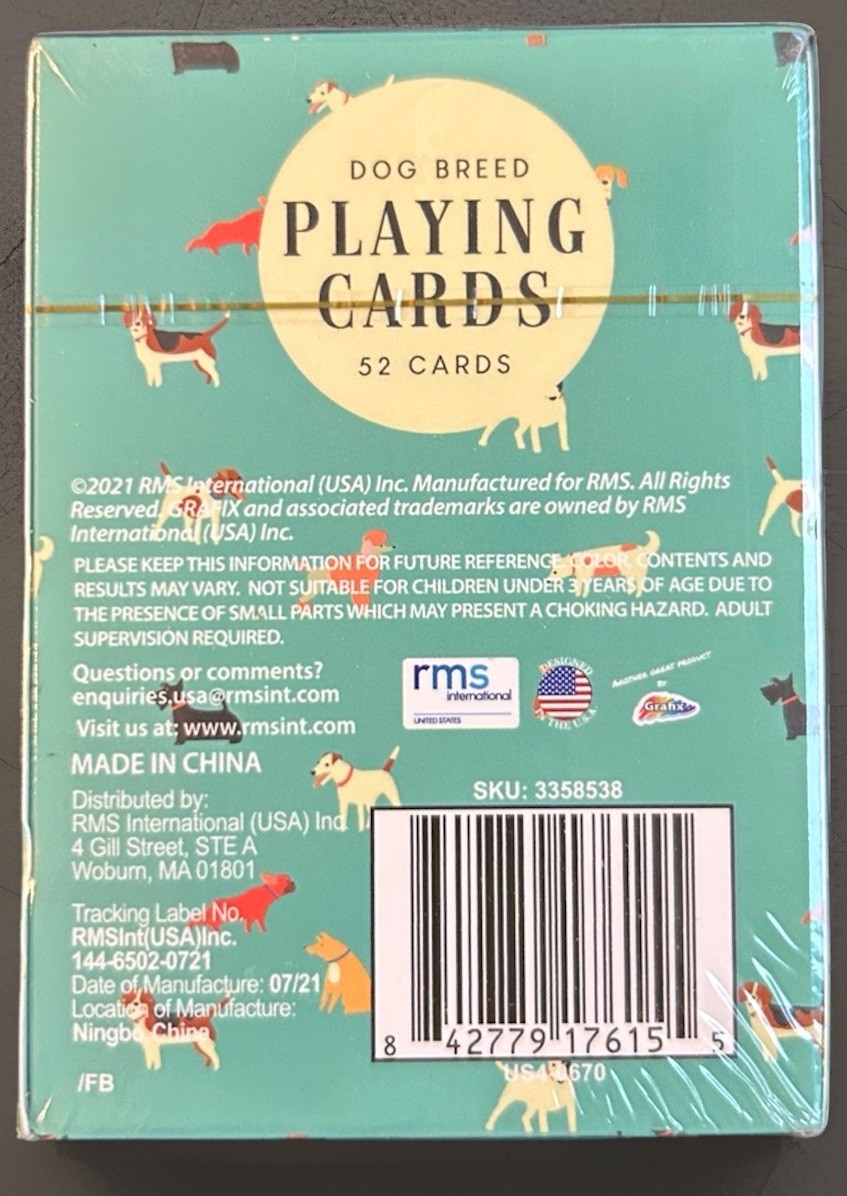 DOG BREED
PLAYING
CARDS
52 CARDS
©2021 RMS International (USA) Inc. Manufactured for RMS. All Rights
Reserved. GRAFIX and associated trademarks are owned by RMS
International (USA) Inc.
PLEASE KEEP THIS INFORMATION FOR FUTURE REFERENCE. COLOR, CONTENTS AND
RESULTS MAY VARY. NOT SUITABLE FOR CHILDREN UNDER 3 YEARS OF AGE DUE TO
THE PRESENCE OF SMALL PARTS WHICH MAY PRESENT A CHOKING HAZARD. ADULT
SUPERVISION REQUIRED.
Questions or comments?
enquiries.usa@rmsint.com
Visit us at: www.rmsint.com
rms
international
UNITED STATES
DESIGNED
IN THE U.S.A
ANOTHER GREAT PRODUCT
BY
Grafix
MADE IN CHINA
Distributed by:
RMS International (USA) Inc.
4 Gill Street, STE A
Woburn, MA 01801
Tracking Label No.
RMSInt(USA)Inc.
144-6502-0721
Date of Manufacture: 07/21
Location of Manufacture:
Ningbo, China
/FB
SKU: 3358538
8 42779 17615 5